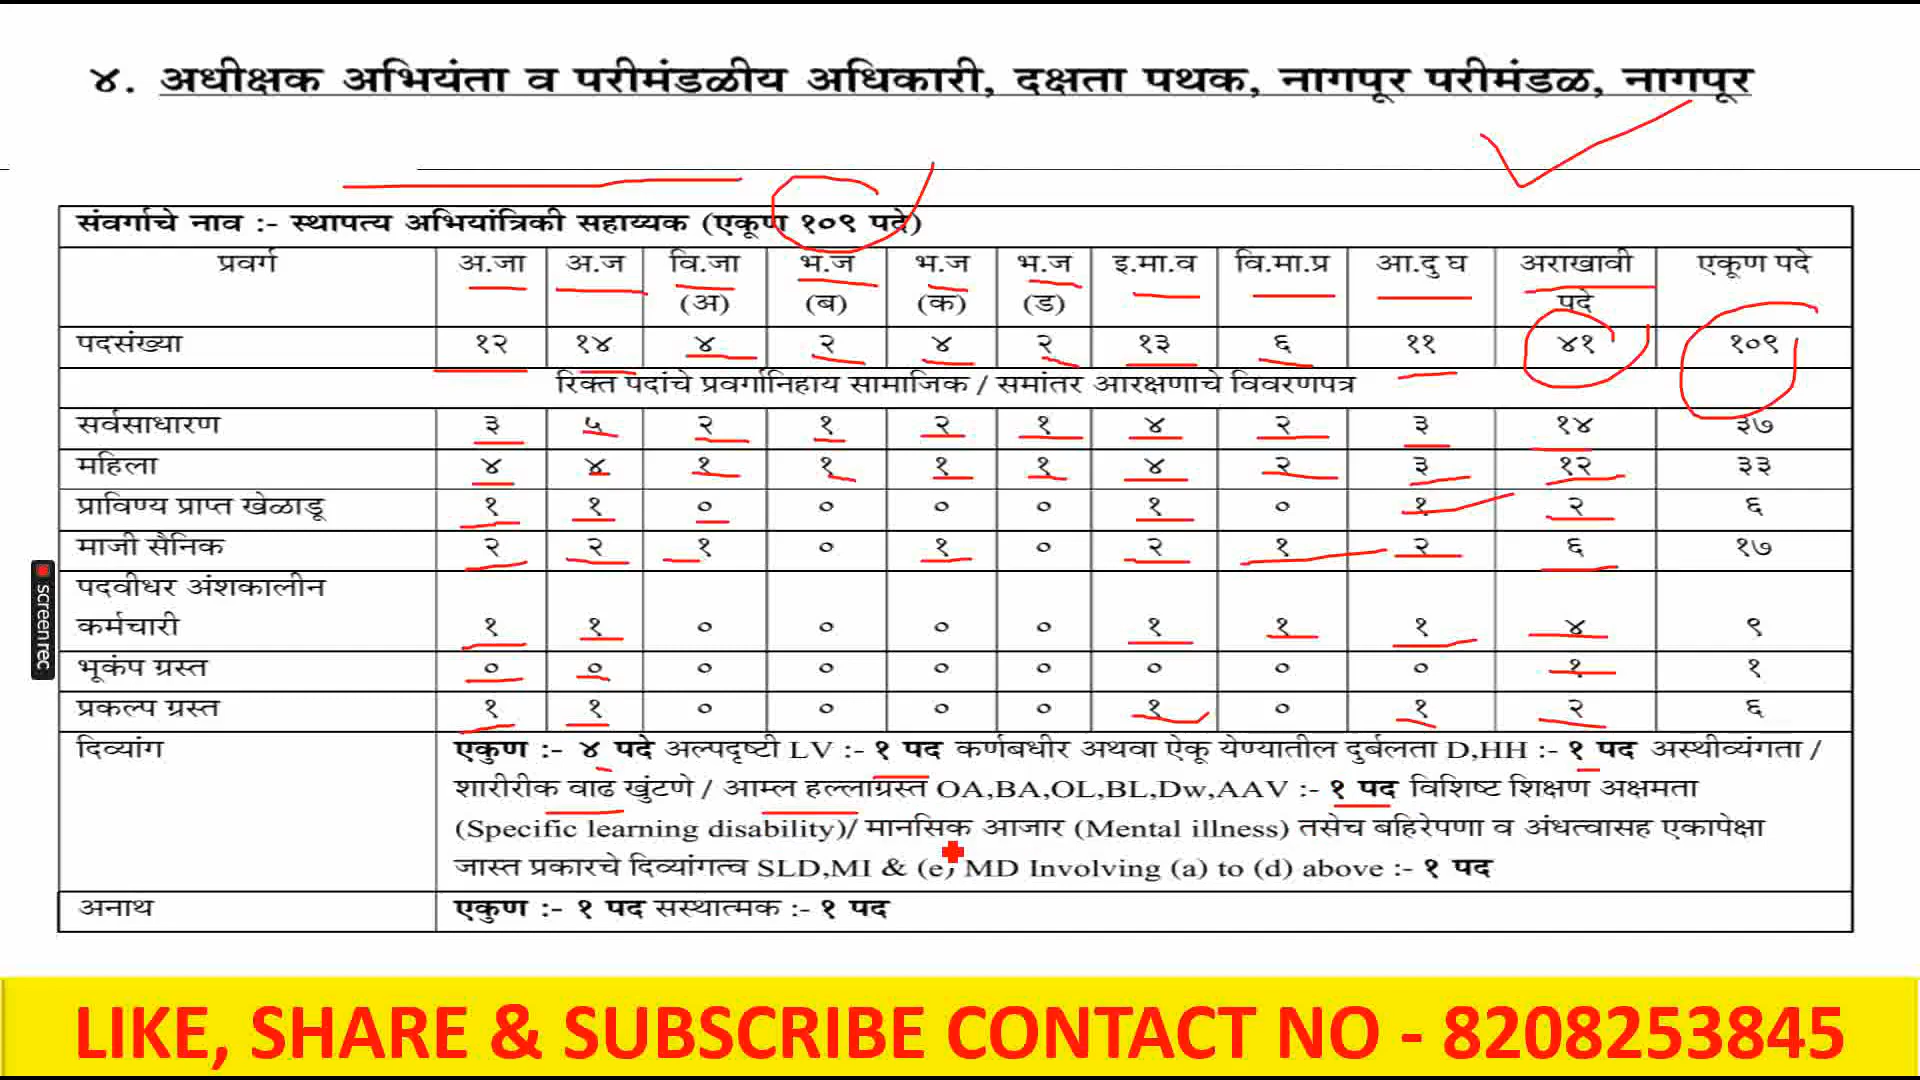 ४. अधीक्षक अभियंता व परीमंडळीय अधिकारी, दक्षता पथक, नागपूर परीमंडळ, नागपूर
संवर्गाचे नाव :- स्थापत्य अभियांत्रिकी सहाय्यक (एकूण १०९ पदे)
प्रवर्ग अ.जा अ.ज वि.जा (अ) भ.ज (ब) भ.ज (क) भ.ज (ड) इ.मा.व वि.मा.प्र आ.दु घ अराखावी पदे एकूण पदे
पदसंख्या १२ १४ ४ २ ४ २ १३ ६ ११ ४१ १०९
रिक्त पदांचे प्रवर्गानिहाय सामाजिक / समांतर आरक्षणाचे विवरणपत्र
सर्वसाधारण ३ ५ २ १ २ १ ४ २ ३ १४ ३७
महिला ४ ४ १ १ १ १ ४ २ ३ १२ ३३
प्राविण्य प्राप्त खेळाडू १ १ ० ० ० ० १ ० १ २ ६
माजी सैनिक २ २ १ ० १ ० २ १ २ ६ १७
पदवीधर अंशकालीन
कर्मचारी १ १ ० ० ० ० १ १ १ ४ ९
भूकंप ग्रस्त ० ० ० ० ० ० ० ० ० १ १
प्रकल्प ग्रस्त १ १ ० ० ० ० १ ० १ २ ६
दिव्यांग एकुण :- ४ पदे अल्पदृष्टी LV :- १ पद कर्णबधीर अथवा ऐकू येण्यातील दुर्बलता D,HH :- १ पद अस्थीव्यंगता /
शारीरीक वाढ खुंटणे / आम्ल हल्लाग्रस्त OA,BA,OL,BL,Dw,AAV :- १ पद विशिष्ट शिक्षण अक्षमता
(Specific learning disability)/ मानसिक आजार (Mental illness) तसेच बहिरेपणा व अंधत्वासह एकापेक्षा
जास्त प्रकारचे दिव्यांगत्व SLD,MI & (e) MD Involving (a) to (d) above :- १ पद
अनाथ एकुण :- १ पद सस्थात्मक :- १ पद
screenrec
LIKE, SHARE & SUBSCRIBE CONTACT NO - 8208253845